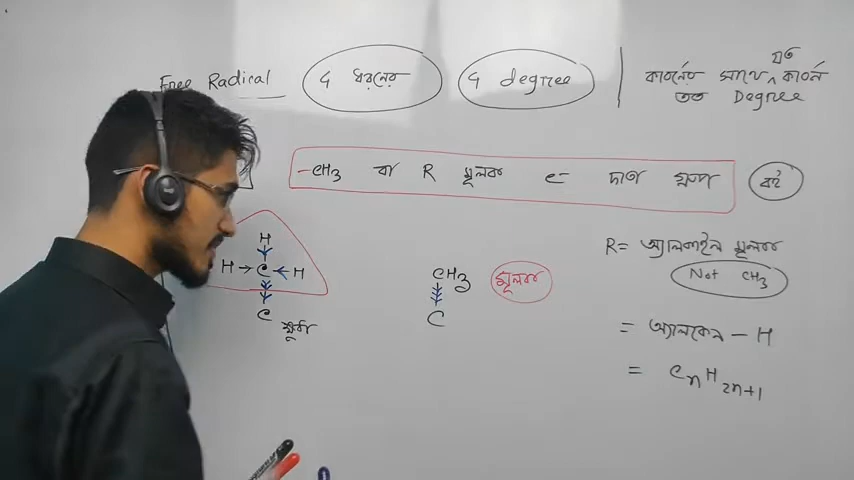 Free Radical
4 ধরনের
4 degree
কার্বনের সাথে যত কার্বন
তত Degree
-CH3 বা R মূলক e- দাতা গ্রুপ
বই
R= অ্যালকাইল মূলক
Not CH3
= অ্যালকেন - H
= CnH2n+1
H
H → C ← H
C
CH3
C
মূলক